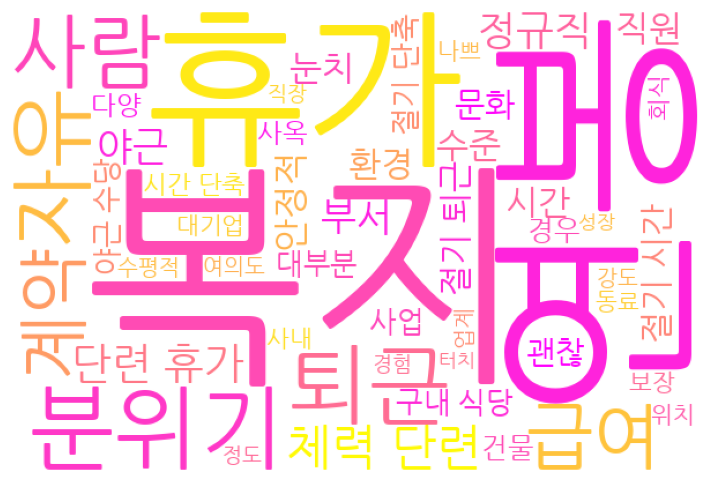 사람
휴가
연봉
복지
정규직
직원
나쁘
절기 단축
눈치
직장
다양
문화
회식
야근
사옥
자유
수준
환경
시간 단축
안정적
야근 수당
부서
절기 퇴근
시간
대기업
경우
성장
절기 시간
수평적
여의도
대부분
강도
동료
계약
사업
업계
사내
괜찮
단련 휴가
퇴근
경험
터치
보장
분위기
구내 식당
급여
위치
체력 단련
건물
정도